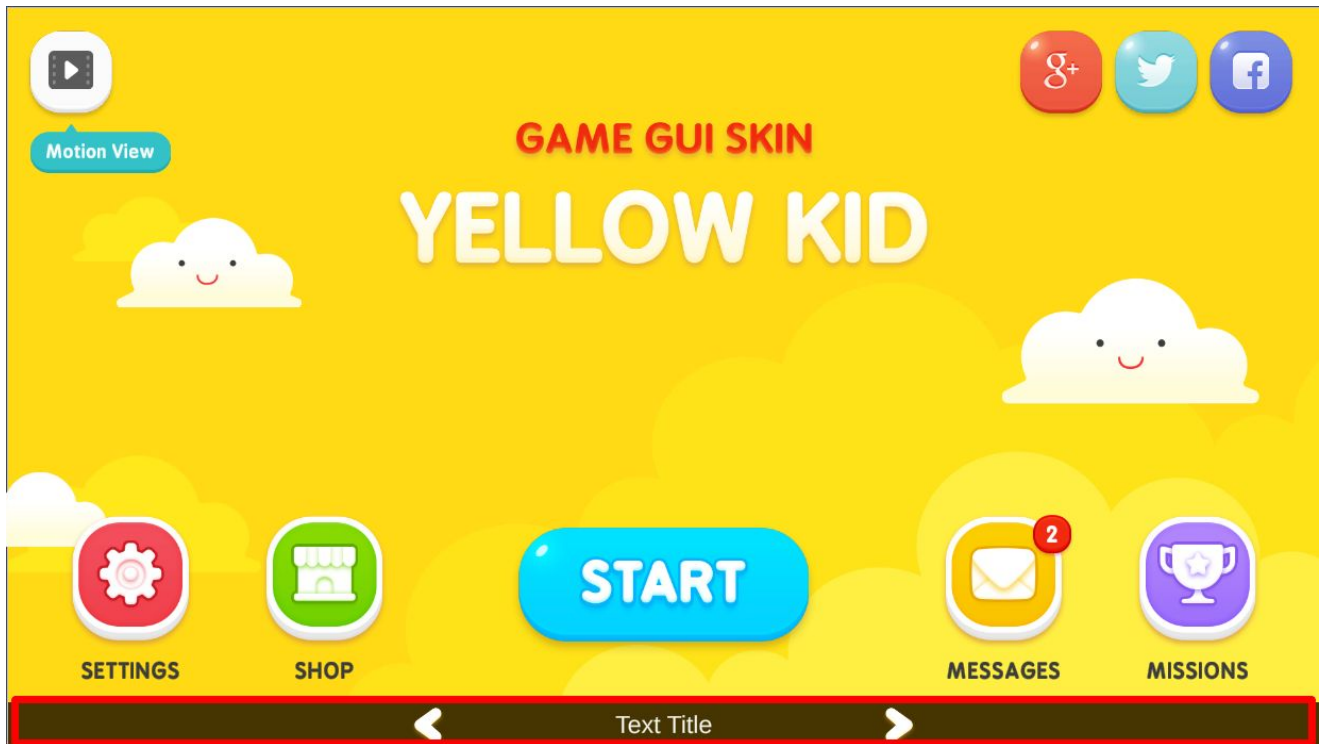 g+
f
Motion View
GAME GUI SKIN
YELLOW KID
2
START
SETTINGS
SHOP
MESSAGES
MISSIONS
Text Title